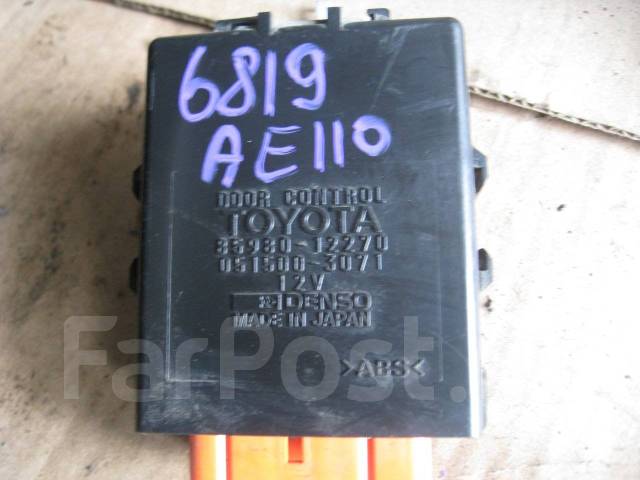 6819
AE110
DOOR CONTROL
TOYOTA
85980-12270
051500-3071
12V
DENSO
MADE IN JAPAN
>ABS<
FarPost.